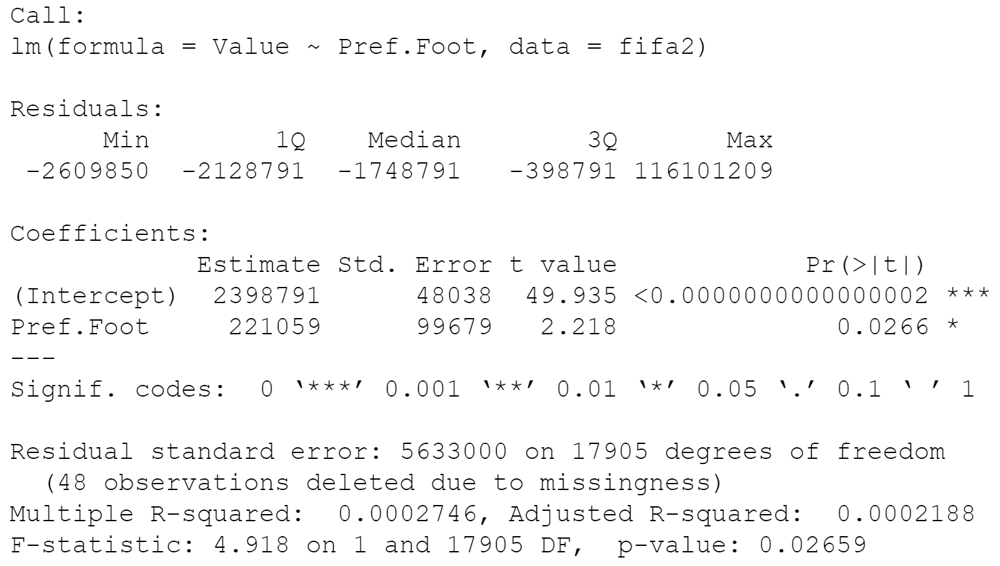 Call:
lm(formula = Value ~ Pref.Foot, data = fifa2)
Residuals:
Min 1Q Median 3Q Max
-2609850 -2128791 -1748791 -398791 116101209
Coefficients:
Estimate Std. Error t value Pr(>|t|)
(Intercept) 2398791 48038 49.935 <0.0000000000000002 ***
Pref.Foot 221059 99679 2.218 0.0266 *
---
Signif. codes: 0 ‘***’ 0.001 ‘**’ 0.01 ‘*’ 0.05 ‘.’ 0.1 ‘ ’ 1
Residual standard error: 5633000 on 17905 degrees of freedom
(48 observations deleted due to missingness)
Multiple R-squared: 0.0002746, Adjusted R-squared: 0.0002188
F-statistic: 4.918 on 1 and 17905 DF, p-value: 0.02659